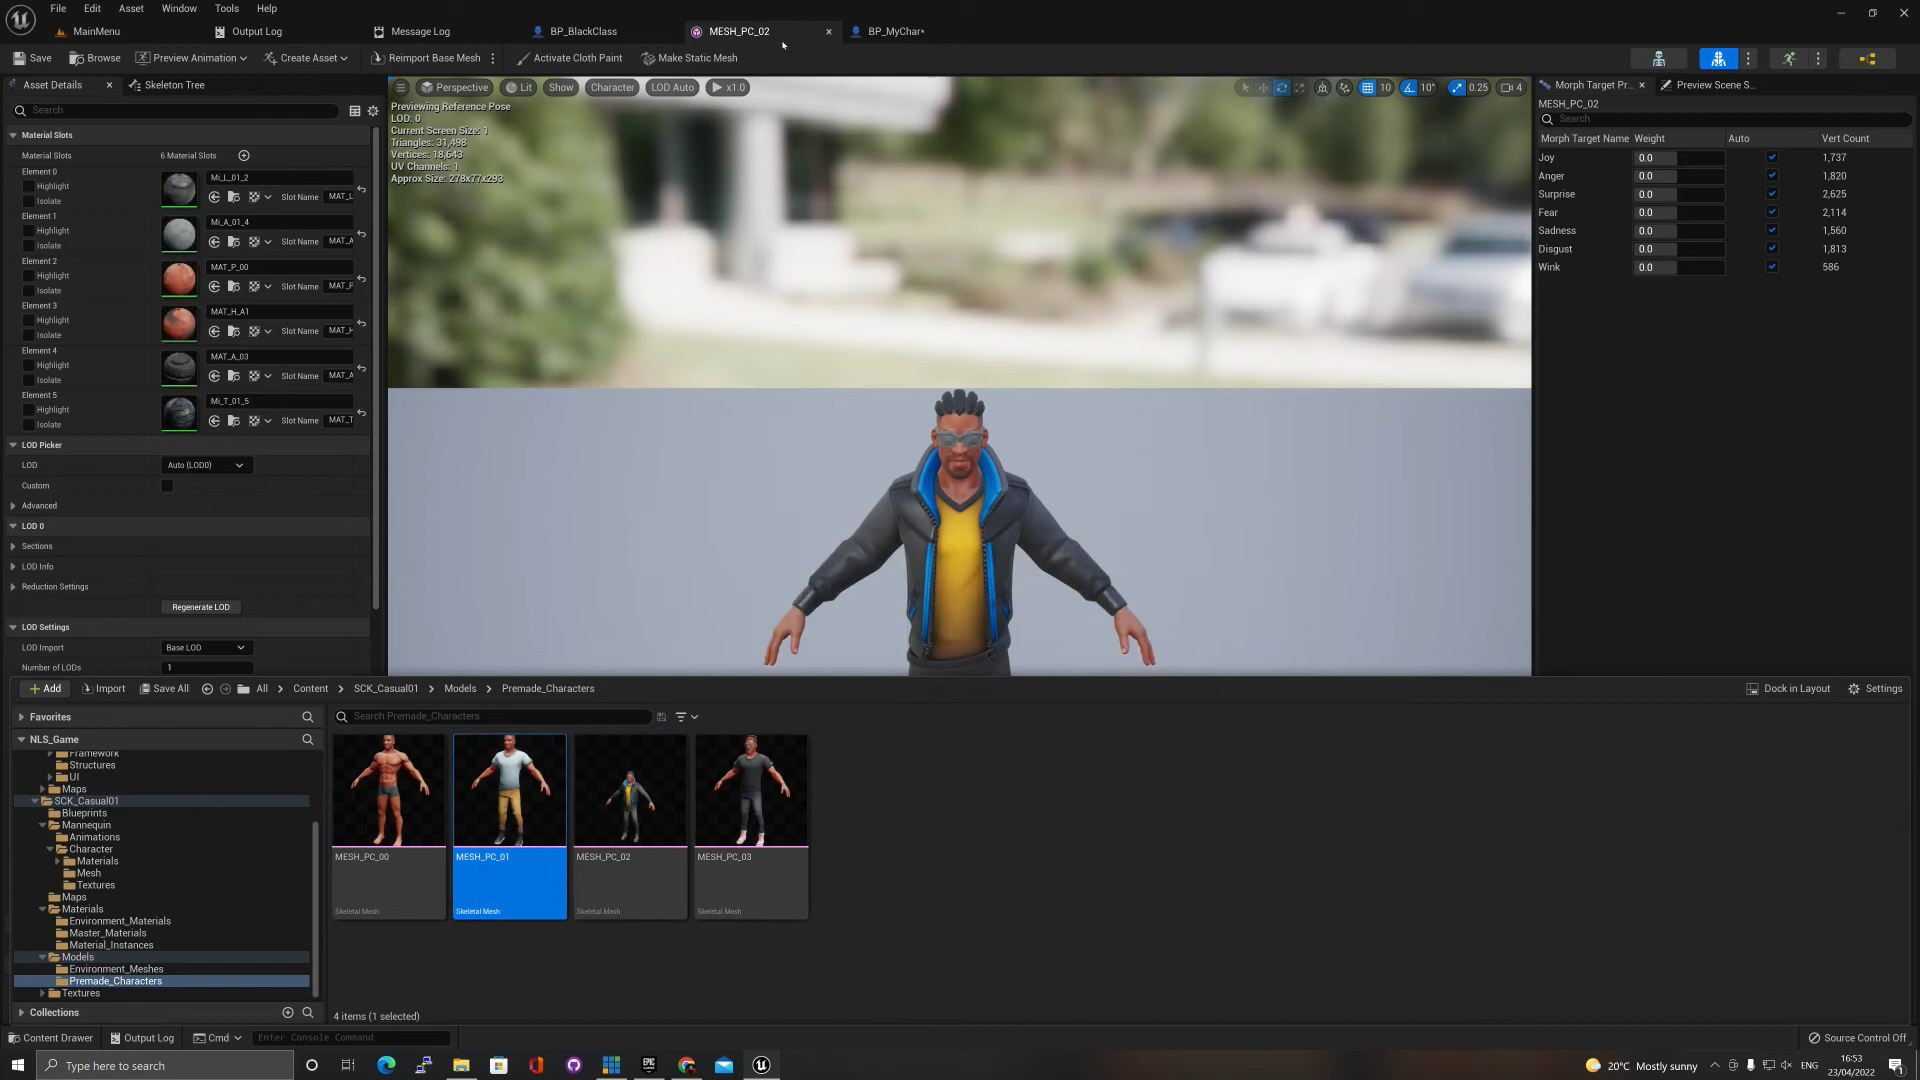 File Edit Asset Window Tools Help
MainMenu Output Log Message Log BP_BlackClass MESH_PC_02 BP_MyChar*
Save Browse Preview Animation Create Asset Reimport Base Mesh Activate Cloth Paint Make Static Mesh
Asset Details Skeleton Tree
Search
Material Slots
Material Slots 6 Material Slots
Element 0
Highlight
Isolate
Mi_L_01_2
Slot Name MAT_L
Element 1
Highlight
Isolate
Mi_A_01_4
Slot Name MAT_A
Element 2
Highlight
Isolate
MAT_P_00
Slot Name MAT_P
Element 3
Highlight
Isolate
MAT_H_A1
Slot Name MAT_H
Element 4
Highlight
Isolate
MAT_A_03
Slot Name MAT_A
Element 5
Highlight
Isolate
Mi_T_01_5
Slot Name MAT_T
LOD Picker
LOD Auto (LOD0)
Custom
Advanced
LOD 0
Sections
LOD Info
Reduction Settings
Regenerate LOD
LOD Settings
LOD Import Base LOD
Number of LODs 1
Perspective Lit Show Character LOD Auto x1.0
10 10° 0.25 4
Previewing Reference Pose
LOD: 0
Current Screen Size: 1
Triangles: 31,498
Vertices: 18,643
UV Channels: 1
Approx Size: 278x77x293
Morph Target Pr... Preview Scene S...
MESH_PC_02
Search
Morph Target Name Weight Auto Vert Count
Joy 0.0 1,737
Anger 0.0 1,820
Surprise 0.0 2,625
Fear 0.0 2,114
Sadness 0.0 1,560
Disgust 0.0 1,813
Wink 0.0 586
Add Import Save All All Content SCK_Casual01 Models Premade_Characters Dock in Layout Settings
Favorites
NLS_Game
Framework
Structures
UI
Maps
SCK_Casual01
Blueprints
Mannequin
Animations
Character
Materials
Mesh
Textures
Maps
Materials
Environment_Materials
Master_Materials
Material_Instances
Models
Environment_Meshes
Premade_Characters
Textures
Collections
Search Premade_Characters
MESH_PC_00 MESH_PC_01 MESH_PC_02 MESH_PC_03
Skeletal Mesh Skeletal Mesh Skeletal Mesh Skeletal Mesh
4 items (1 selected)
Content Drawer Output Log Cmd Enter Console Command Source Control Off
Type here to search
EPIC GAMES
20°C Mostly sunny ENG
16:53
23/04/2022
1